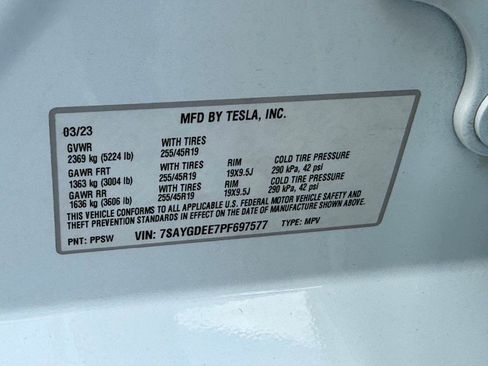 MFD BY TESLA, INC.
03/23
GVWR WITH TIRES
2369 kg (5224 lb) 255/45R19 RIM COLD TIRE PRESSURE
GAWR FRT WITH TIRES 19X9.5J 290 kPa, 42 psi
1363 kg (3004 lb) 255/45R19 RIM COLD TIRE PRESSURE
GAWR RR WITH TIRES 19X9.5J 290 kPa, 42 psi
1636 kg (3606 lb) 255/45R19
THIS VEHICLE CONFORMS TO ALL APPLICABLE U.S. FEDERAL MOTOR VEHICLE SAFETY AND
THEFT PREVENTION STANDARDS IN EFFECT ON THE DATE OF MANUFACTURE SHOWN ABOVE.
PNT: PPSW VIN: 7SAYGDEE7PF697577 TYPE: MPV